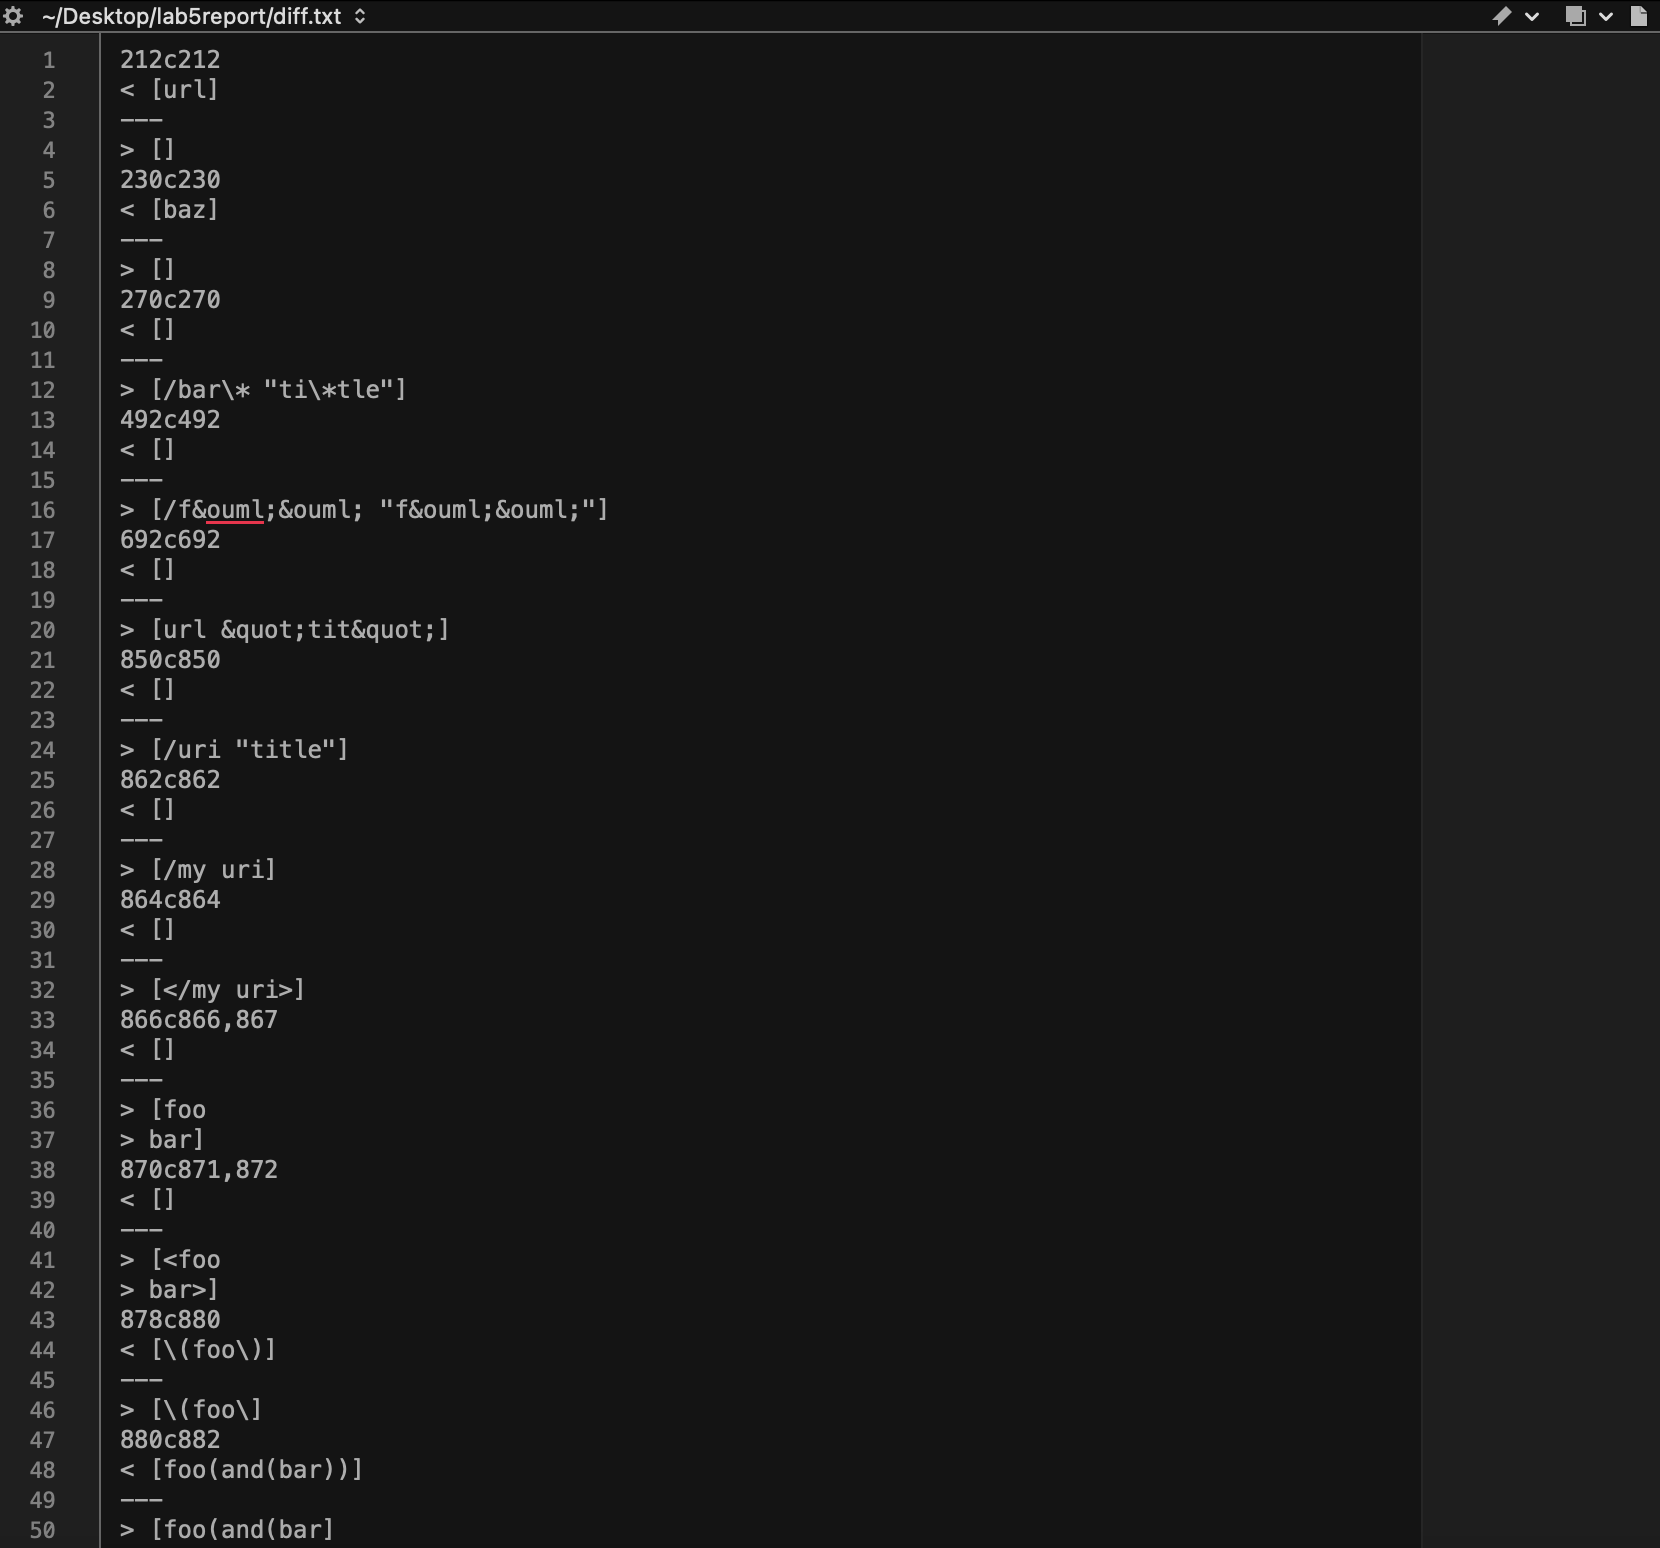 ~/Desktop/lab5report/diff.txt
1 212c212
2 < [url]
3 ---
4 > []
5 230c230
6 < [baz]
7 ---
8 > []
9 270c270
10 < []
11 ---
12 > [/bar\* "ti\*tle"]
13 492c492
14 < []
15 ---
16 > [/f&ouml;&ouml; "f&ouml;&ouml;"]
17 692c692
18 < []
19 ---
20 > [url &quot;tit&quot;]
21 850c850
22 < []
23 ---
24 > [/uri "title"]
25 862c862
26 < []
27 ---
28 > [/my uri]
29 864c864
30 < []
31 ---
32 > [</my uri>]
33 866c866,867
34 < []
35 ---
36 > [foo
37 > bar]
38 870c871,872
39 < []
40 ---
41 > [<foo
42 > bar>]
43 878c880
44 < [\(foo\)]
45 ---
46 > [\(foo\]
47 880c882
48 < [foo(and(bar))]
49 ---
50 > [foo(and(bar]